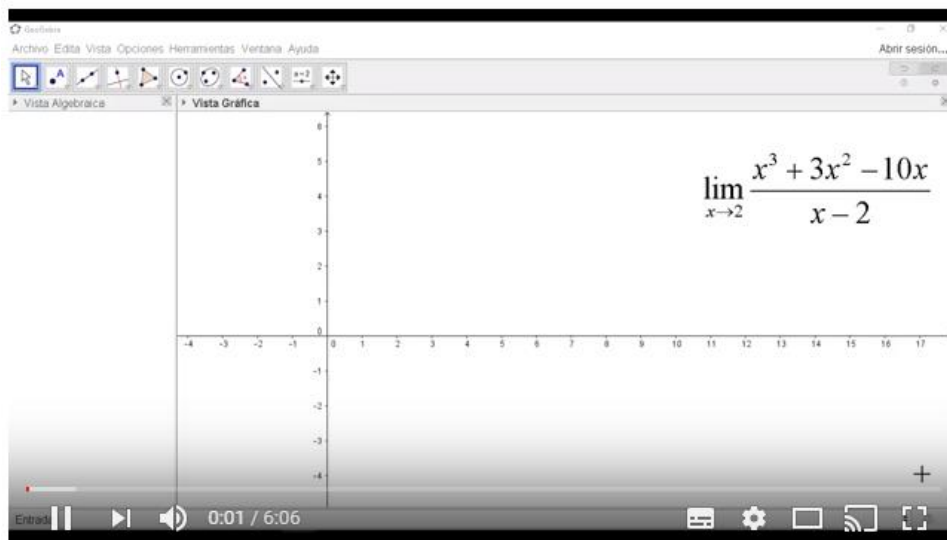 GeoGebra
Archivo Edita Vista Opciones Herramientas Ventana Ayuda
Abrir sesión...
A
a=2
Vista Algebraica
Vista Gráfica
6
5
4
3
2
1
0
-4 -3 -2 -1 0 1 2 3 4 5 6 7 8 9 10 11 12 13 14 15 16 17
-1
-2
-3
-4
lim x→2 (x³ + 3x² − 10x) / (x − 2)
0:01 / 6:06